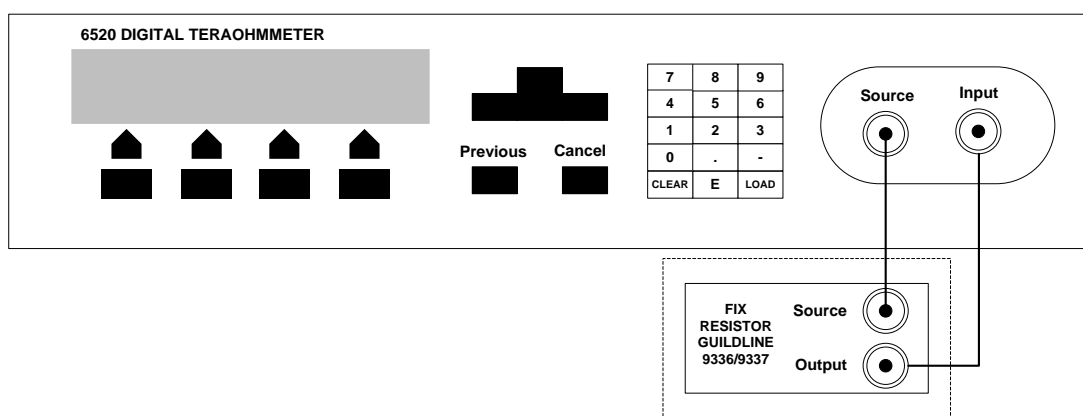 6520 DIGITAL TERAOHMMETER
Previous
Cancel
7 8 9
4 5 6
1 2 3
0 . -
CLEAR E LOAD
Source
Input
FIX
RESISTOR
GUILDLINE
9336/9337
Source
Output